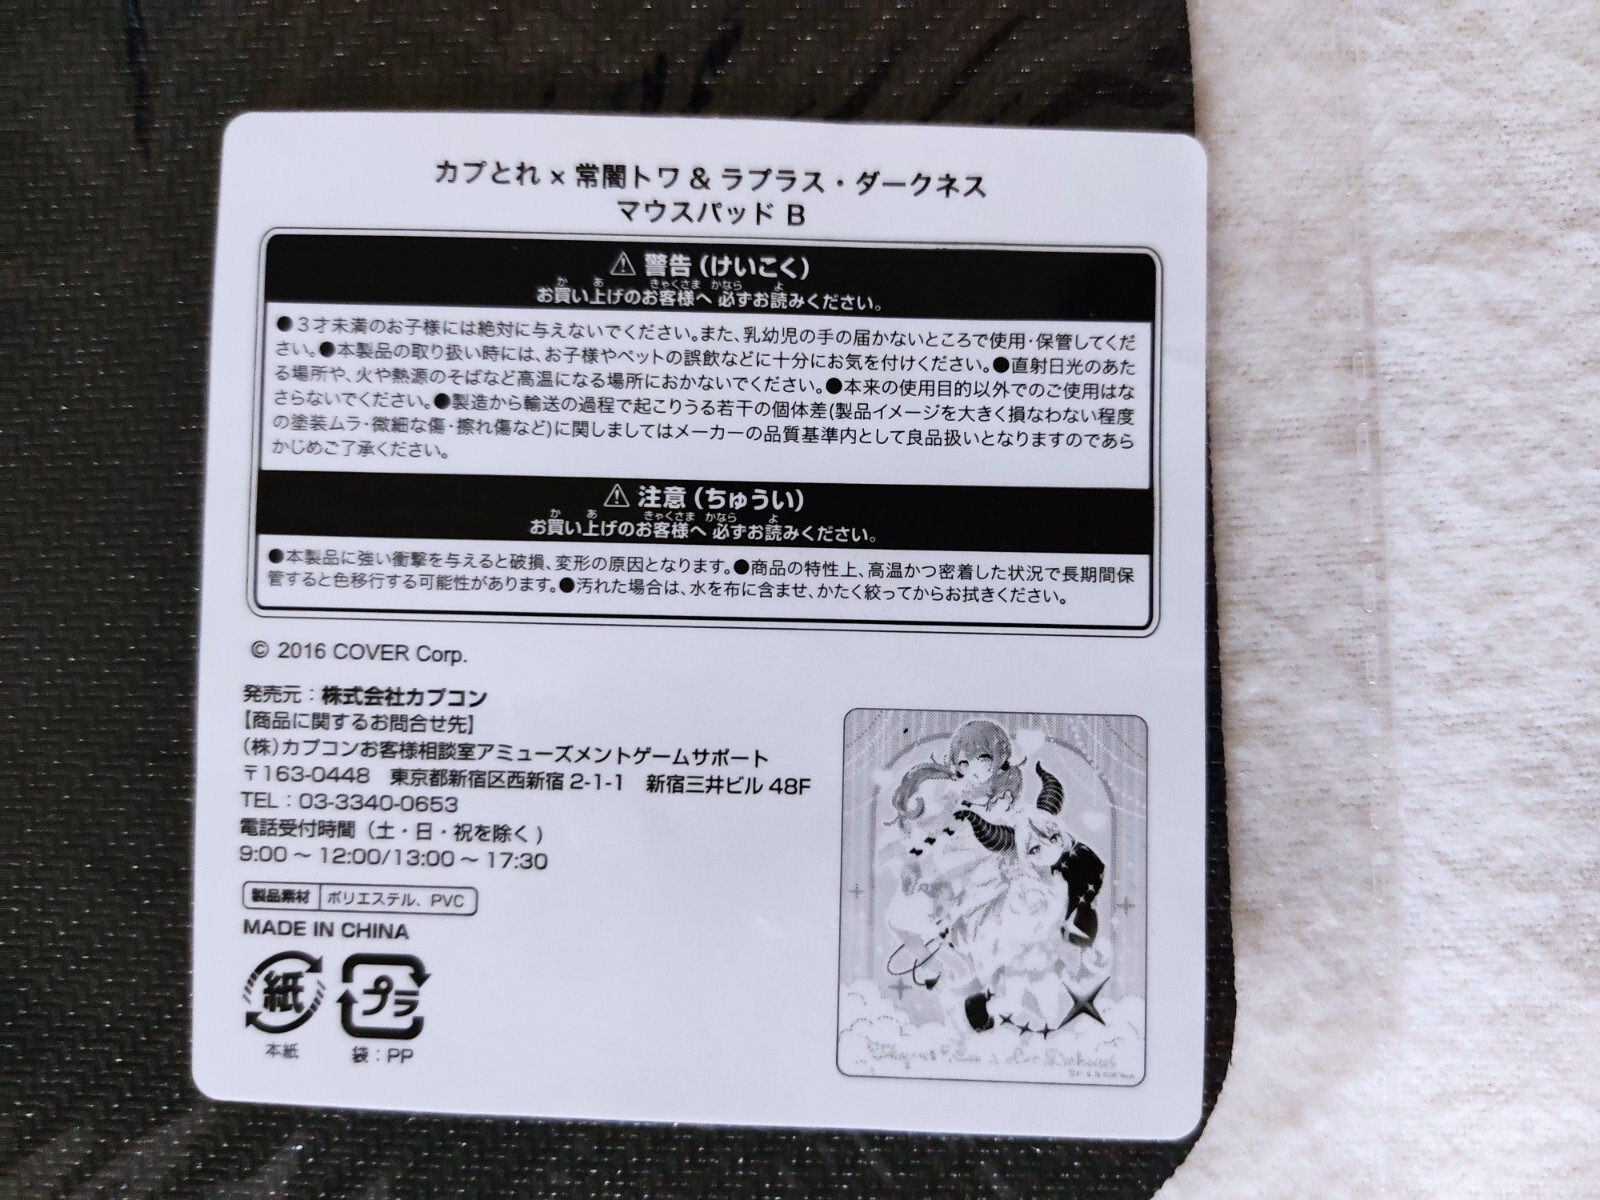 カプとれ x 常闇トワ & ラプラス・ダークネス
マウスパッド B
⚠ 警告(けいこく)
か あ きゃくさま かなら よ
お買い上げのお客様へ 必ずお読みください。
●３才未満のお子様には絶対に与えないでください。また、乳幼児の手の届かないところで使用・保管してくだ
さい。●本製品の取り扱い時には、お子様やペットの誤飲などに十分にお気を付けください。●直射日光のあた
る場所や、火や熱源のそばなど高温になる場所におかないでください。●本来の使用目的以外でのご使用はな
さらないでください。●製造から輸送の過程で起こりうる若干の個体差(製品イメージを大きく損なわない程度
の塗装ムラ・微細な傷・擦れ傷など)に関しましてはメーカーの品質基準内として良品扱いとなりますのであら
かじめご了承ください。
⚠ 注意(ちゅうい)
か あ きゃくさま かなら よ
お買い上げのお客様へ 必ずお読みください。
●本製品に強い衝撃を与えると破損、変形の原因となります。●商品の特性上、高温かつ密着した状況で長期間保
管すると色移行する可能性があります。●汚れた場合は、水を布に含ませ、かたく絞ってからお拭きください。
© 2016 COVER Corp.
発売元：株式会社カプコン
【商品に関するお問合せ先】
（株）カプコンお客様相談室アミューズメントゲームサポート
〒163-0448 東京都新宿区西新宿 2-1-1 新宿三井ビル 48F
TEL：03-3340-0653
電話受付時間（土・日・祝を除く）
9:00 ～ 12:00/13:00 ～ 17:30
製品素材 ポリエステル、PVC
MADE IN CHINA
紙 プラ
本紙 袋：PP